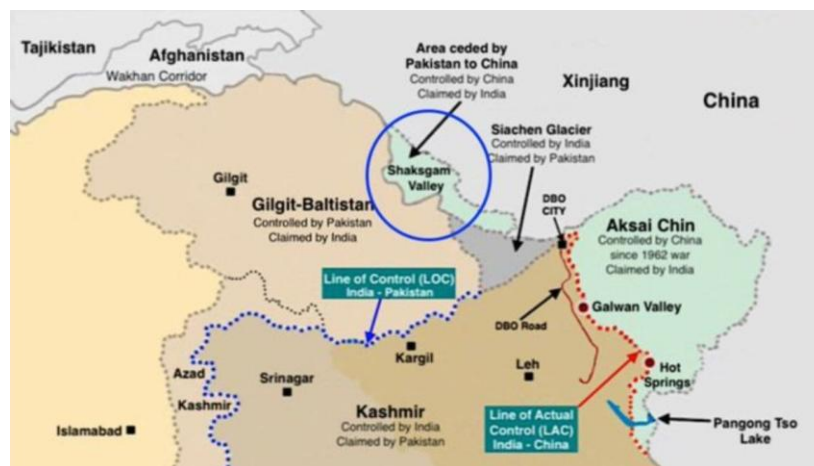 Tajikistan
Afghanistan
Wakhan Corridor
Area ceded by
Pakistan to China
Controlled by China
Claimed by India
Xinjiang
China
Siachen Glacier
Controlled by India
Claimed by Pakistan
Shaksgam
Valley
Gilgit
Gilgit-Baltistan
Controlled by Pakistan
Claimed by India
DBO
CITY
Aksai Chin
Controlled by China
since 1962 war
Claimed by India
Line of Control (LOC)
India - Pakistan
Galwan Valley
DBO Road
Kargil
Leh
Hot
Springs
Azad
Kashmir
Srinagar
Kashmir
Controlled by India
Claimed by Pakistan
Line of Actual
Control (LAC)
India - China
Pangong Tso
Lake
Islamabad